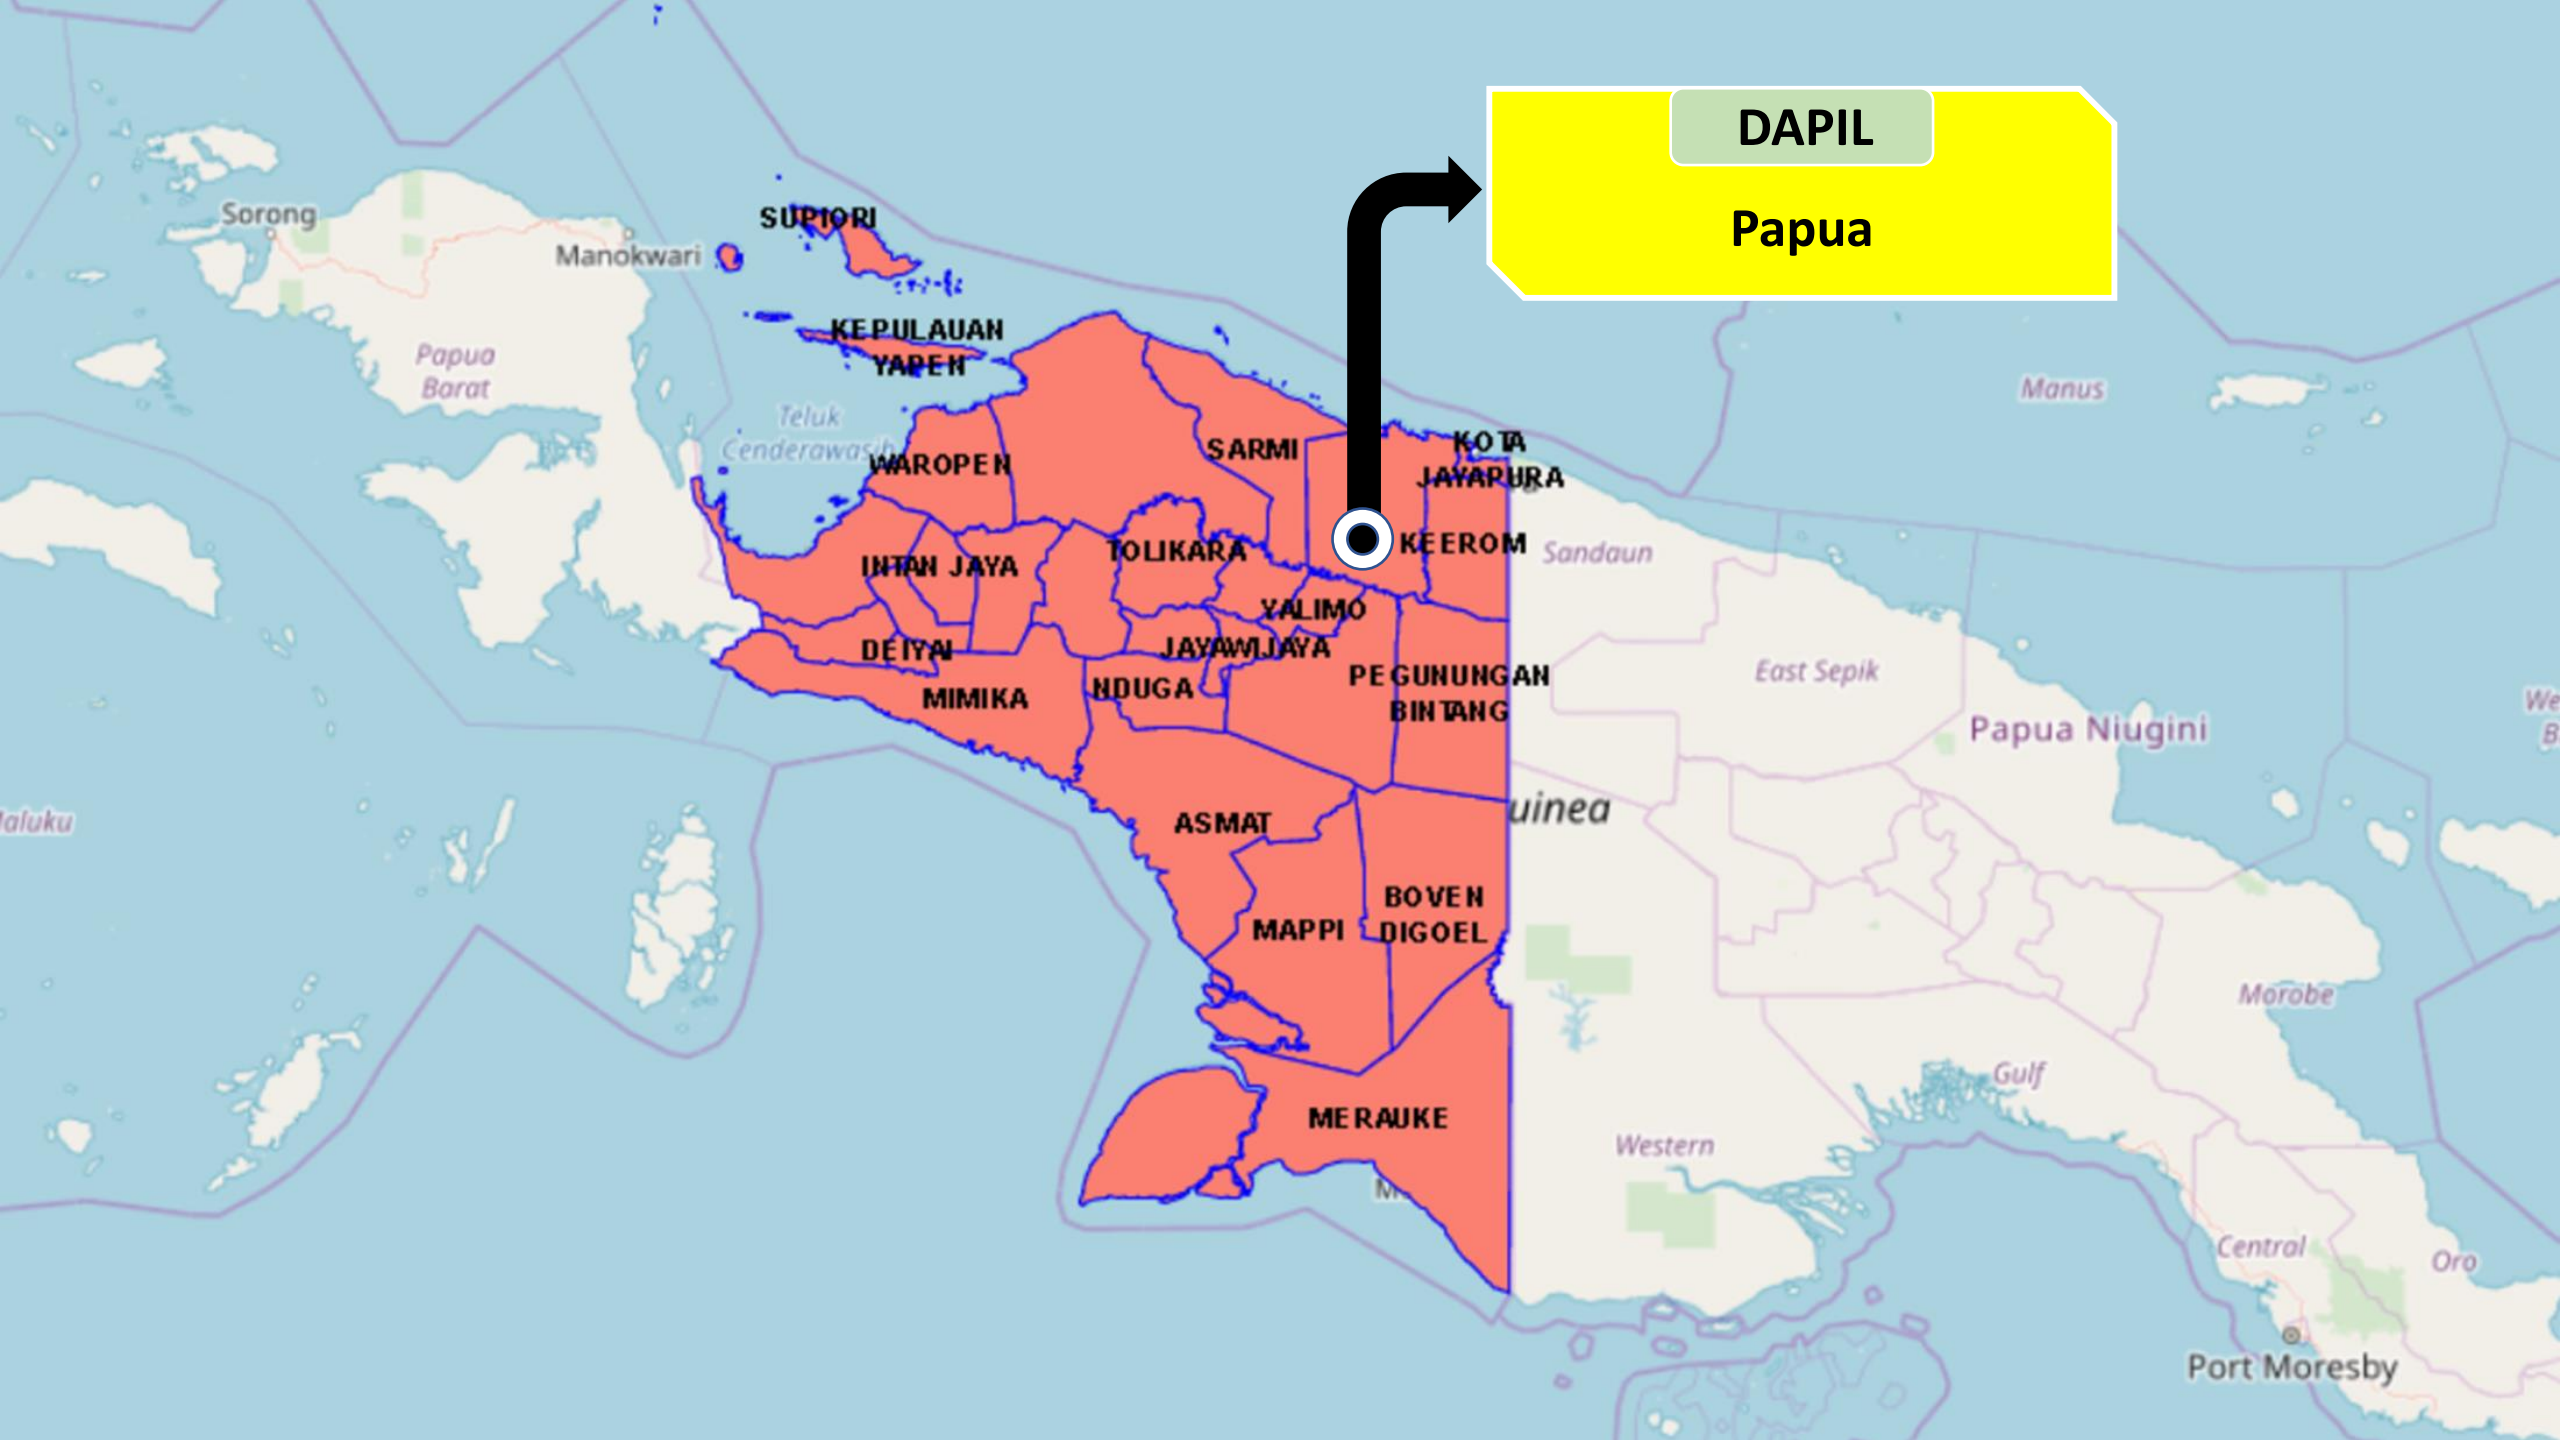 DAPIL
Papua
Sorong
Manokwari
SUPIORI
KEPULAUAN
YAPEN
Papua
Barat
Teluk
Cenderawasih
Manus
WAROPEN
SARMI
KOTA
JAYAPURA
INTAN JAYA
TOLIKARA
KEEROM
Sandaun
YALIMO
DEIYAI
JAYAWIJAYA
MIMIKA
NDUGA
PEGUNUNGAN
BINTANG
East Sepik
Papua Niugini
uinea
aluku
ASMAT
BOVEN
DIGOEL
MAPPI
Morobe
Gulf
MERAUKE
Western
Central
Oro
Port Moresby